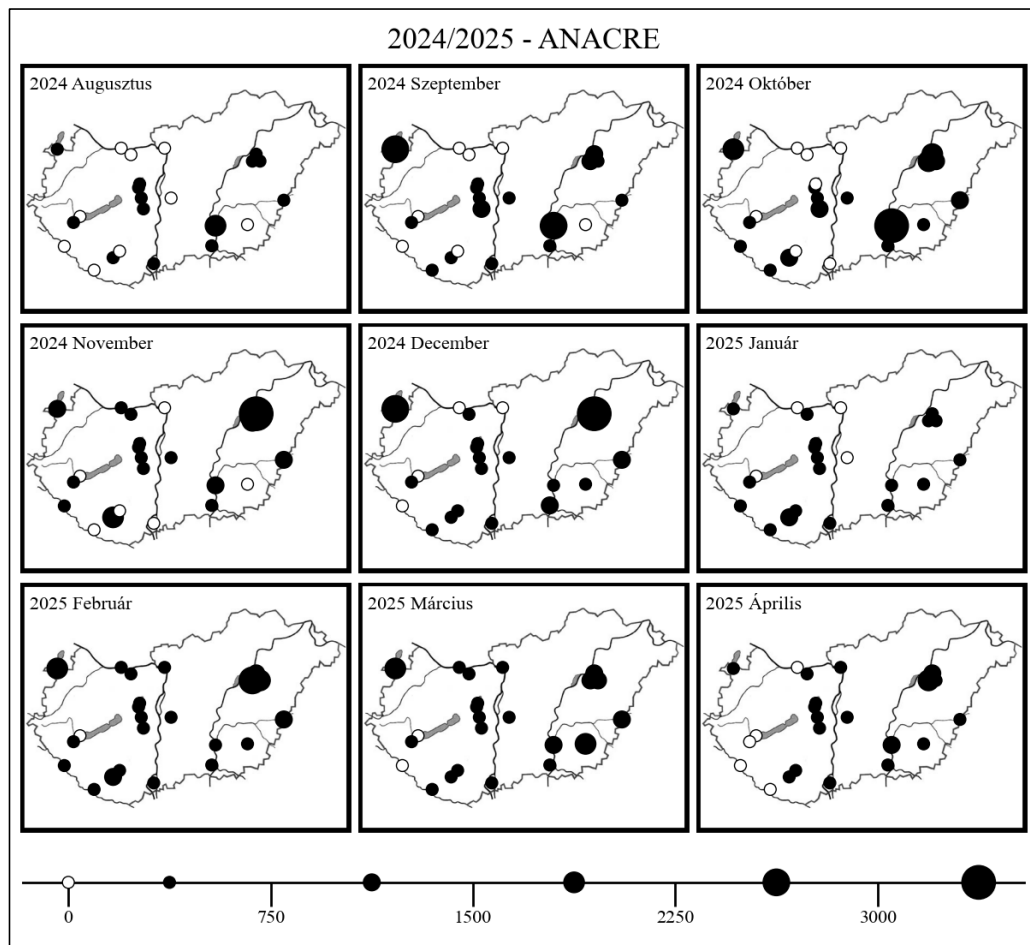 2024/2025 - ANACRE
2024 Augusztus
2024 Szeptember
2024 Október
2024 November
2024 December
2025 Január
2025 Február
2025 Március
2025 Április
0 750 1500 2250 3000